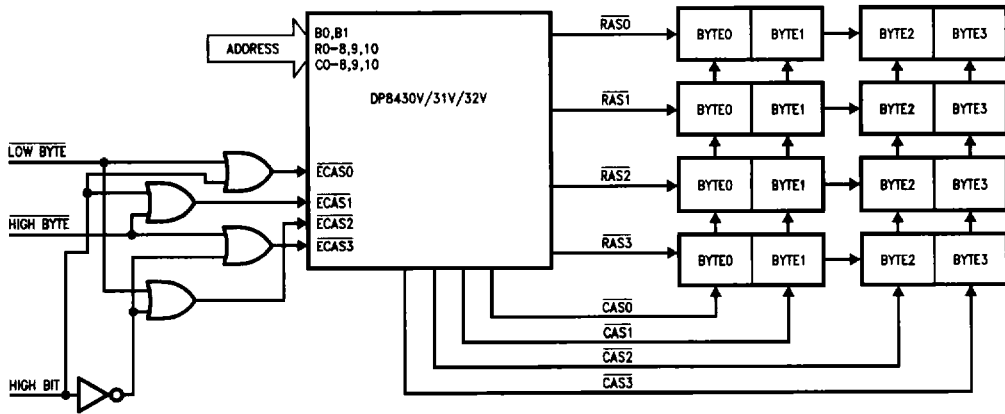 ADDRESS
B0,B1
R0-8,9,10
C0-8,9,10
DP8430V/31V/32V
LOW BYTE
HIGH BYTE
HIGH BIT
ECAS0
ECAS1
ECAS2
ECAS3
RAS0
BYTE0 BYTE1 BYTE2 BYTE3
RAS1
BYTE0 BYTE1 BYTE2 BYTE3
RAS2
BYTE0 BYTE1 BYTE2 BYTE3
RAS3
BYTE0 BYTE1 BYTE2 BYTE3
CAS0
CAS1
CAS2
CAS3